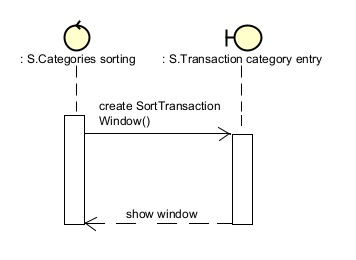 : S.Categories sorting
: S.Transaction category entry
create SortTransaction
Window()
show window